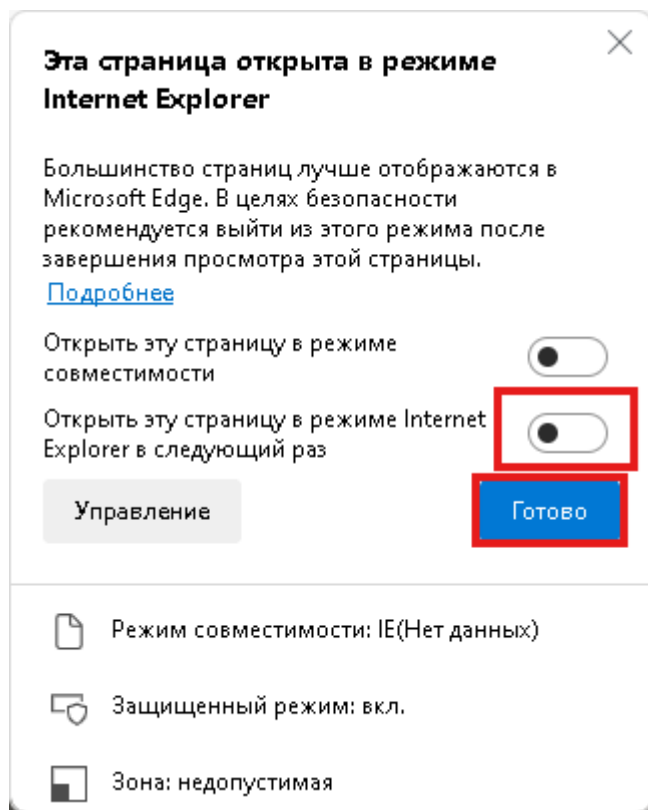 Эта страница открыта в режиме
Internet Explorer
Большинство страниц лучше отображаются в
Microsoft Edge. В целях безопасности
рекомендуется выйти из этого режима после
завершения просмотра этой страницы.
Подробнее
Открыть эту страницу в режиме
совместимости
Открыть эту страницу в режиме Internet
Explorer в следующий раз
Управление
Готово
Режим совместимости: IE(Нет данных)
Защищенный режим: вкл.
Зона: недопустимая